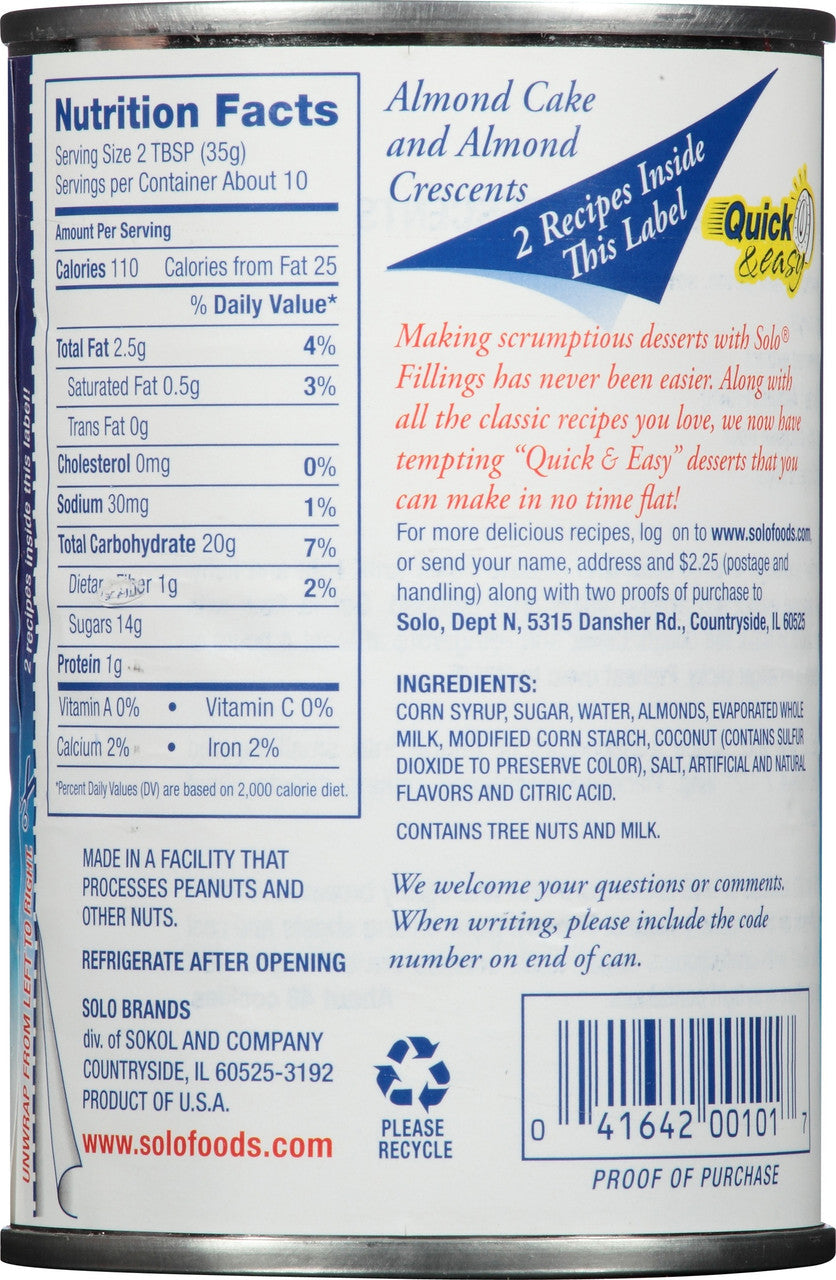 Nutrition Facts
Serving Size 2 TBSP (35g)
Servings per Container About 10
Amount Per Serving
Calories 110 Calories from Fat 25
% Daily Value*
Total Fat 2.5g 4%
Saturated Fat 0.5g 3%
Trans Fat 0g
Cholesterol 0mg 0%
Sodium 30mg 1%
Total Carbohydrate 20g 7%
Dietary Fiber 1g 2%
Sugars 14g
Protein 1g
Vitamin A 0% • Vitamin C 0%
Calcium 2% • Iron 2%
*Percent Daily Values (DV) are based on 2,000 calorie diet.
MADE IN A FACILITY THAT
PROCESSES PEANUTS AND
OTHER NUTS.
REFRIGERATE AFTER OPENING
SOLO BRANDS
div. of SOKOL AND COMPANY
COUNTRYSIDE, IL 60525-3192
PRODUCT OF U.S.A.
www.solofoods.com
2 recipes inside this label!
UNWRAP FROM LEFT TO RIGHT
Almond Cake
and Almond
Crescents
2 Recipes Inside
This Label
Quick
&easy
Making scrumptious desserts with Solo®
Fillings has never been easier. Along with
all the classic recipes you love, we now have
tempting “Quick & Easy” desserts that you
can make in no time flat!
For more delicious recipes, log on to www.solofoods.com
or send your name, address and $2.25 (postage and
handling) along with two proofs of purchase to
Solo, Dept N, 5315 Dansher Rd., Countryside, IL 60525
INGREDIENTS:
CORN SYRUP, SUGAR, WATER, ALMONDS, EVAPORATED WHOLE
MILK, MODIFIED CORN STARCH, COCONUT (CONTAINS SULFUR
DIOXIDE TO PRESERVE COLOR), SALT, ARTIFICIAL AND NATURAL
FLAVORS AND CITRIC ACID.
CONTAINS TREE NUTS AND MILK.
We welcome your questions or comments.
When writing, please include the code
number on end of can.
PLEASE
RECYCLE
0 41642 00101 7
PROOF OF PURCHASE